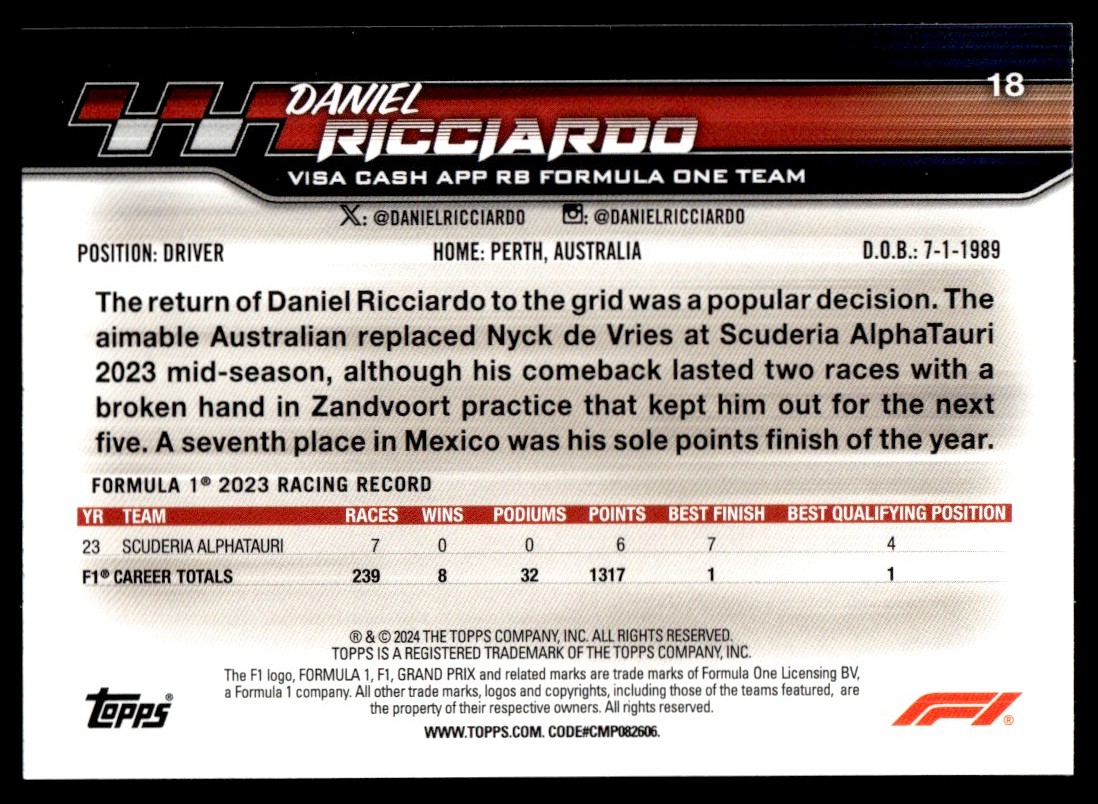 18
DANIEL
RICCIARDO
VISA CASH APP RB FORMULA ONE TEAM
X: @DANIELRICCIARDO : @DANIELRICCIARDO
POSITION: DRIVER HOME: PERTH, AUSTRALIA D.O.B.: 7-1-1989
The return of Daniel Ricciardo to the grid was a popular decision. The
aimable Australian replaced Nyck de Vries at Scuderia AlphaTauri
2023 mid-season, although his comeback lasted two races with a
broken hand in Zandvoort practice that kept him out for the next
five. A seventh place in Mexico was his sole points finish of the year.
FORMULA 1® 2023 RACING RECORD
YR TEAM RACES WINS PODIUMS POINTS BEST FINISH BEST QUALIFYING POSITION
23 SCUDERIA ALPHATAURI 7 0 0 6 7 4
F1® CAREER TOTALS 239 8 32 1317 1 1
® & © 2024 THE TOPPS COMPANY, INC. ALL RIGHTS RESERVED.
TOPPS IS A REGISTERED TRADEMARK OF THE TOPPS COMPANY, INC.
The F1 logo, FORMULA 1, F1, GRAND PRIX and related marks are trade marks of Formula One Licensing BV,
a Formula 1 company. All other trade marks, logos and copyrights, including those of the teams featured, are
the property of their respective owners. All rights reserved.
WWW.TOPPS.COM. CODE#CMP082606.
Topps®
F1®